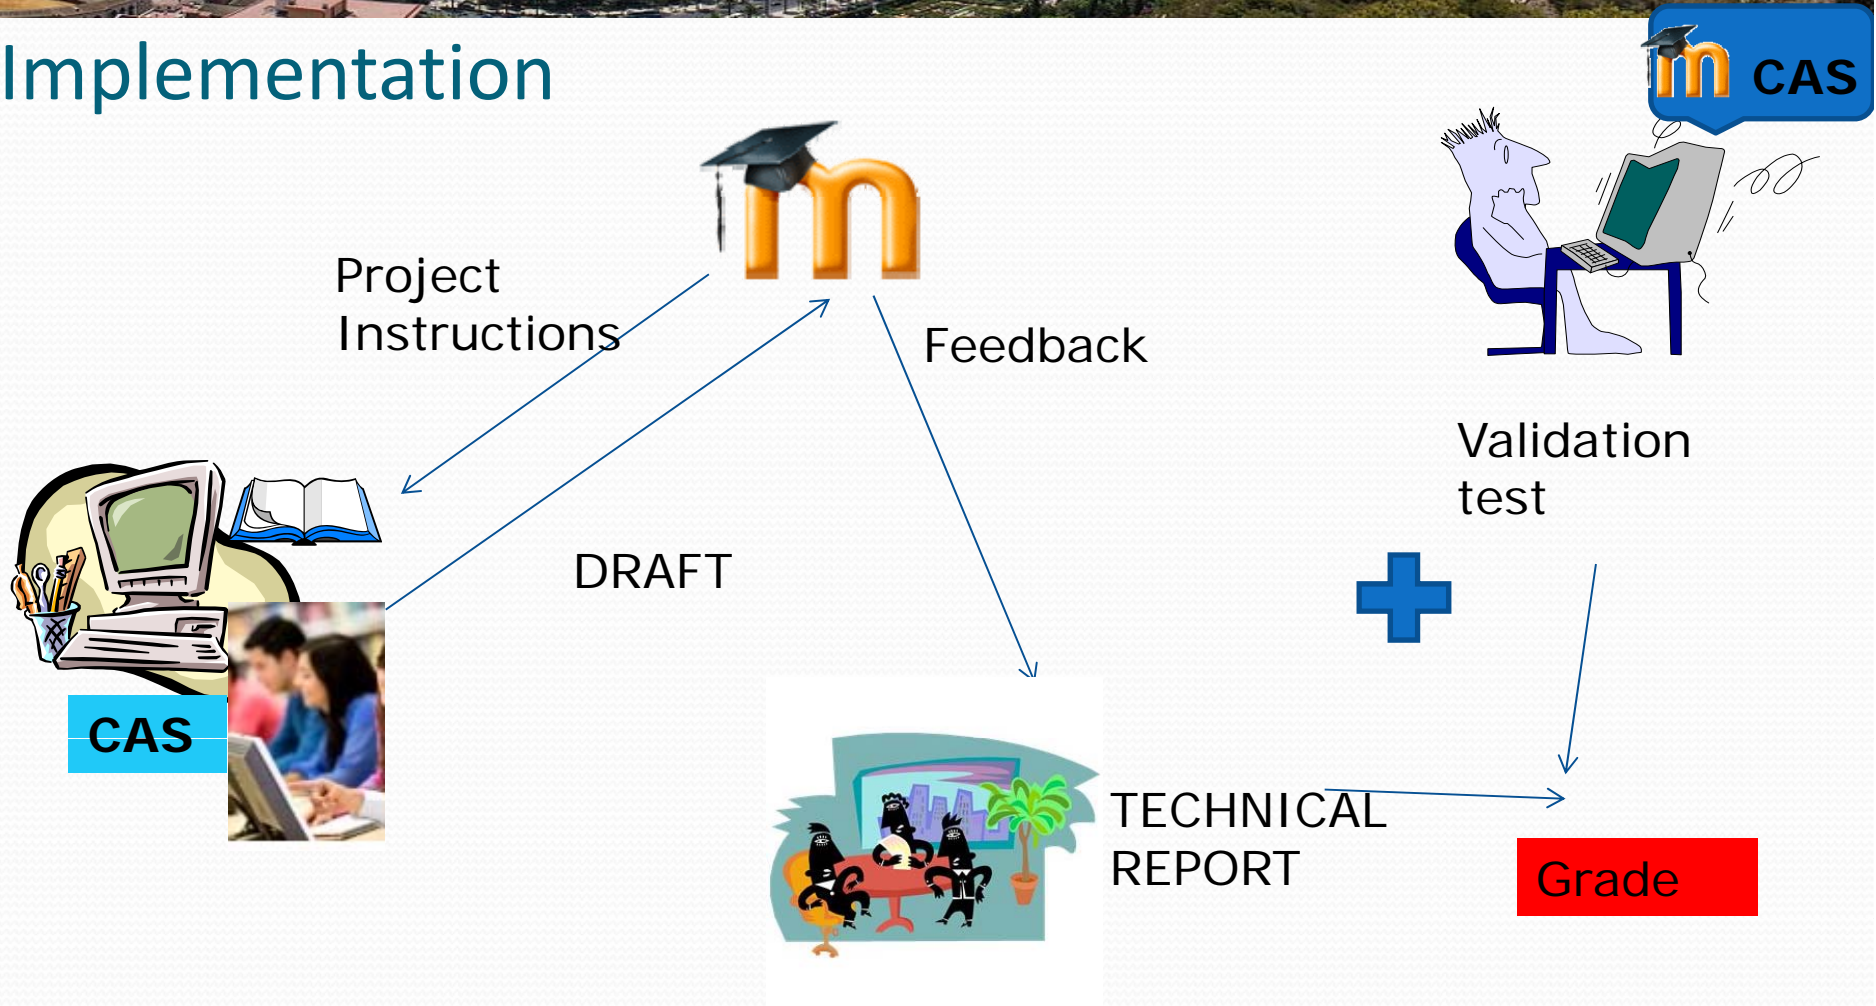 Implementation
m CAS
m
Project
Instructions
Feedback
Validation
test
DRAFT
CAS
TECHNICAL
REPORT
Grade